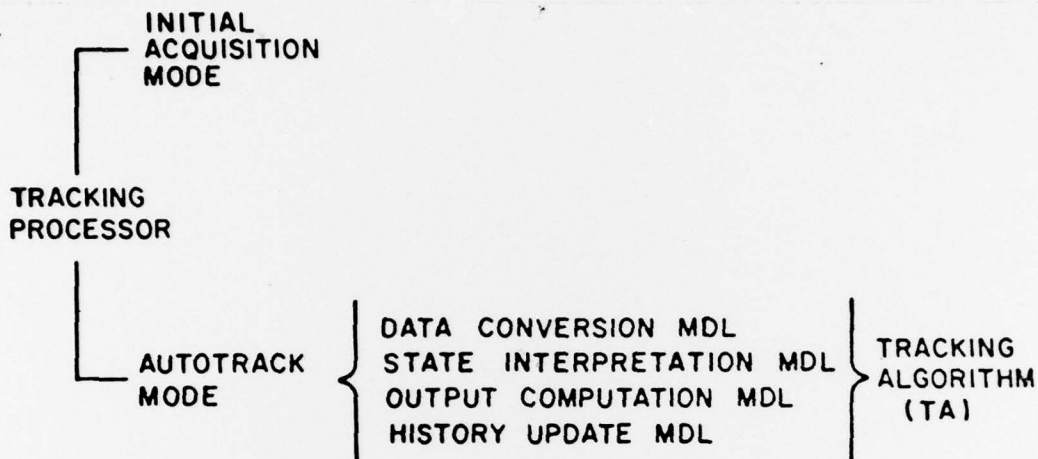 INITIAL
ACQUISITION
MODE
TRACKING
PROCESSOR
AUTOTRACK
MODE
DATA CONVERSION MDL
STATE INTERPRETATION MDL
OUTPUT COMPUTATION MDL
HISTORY UPDATE MDL
TRACKING
ALGORITHM
(TA)